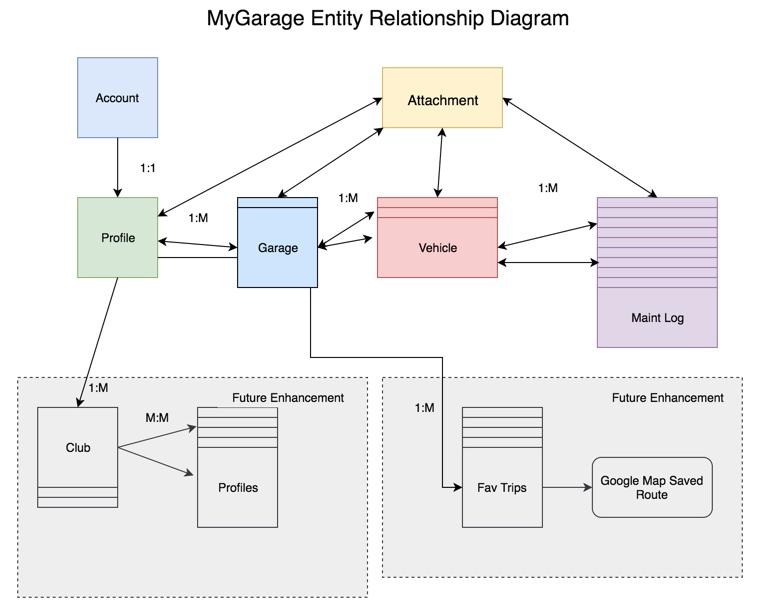 MyGarage Entity Relationship Diagram
Account
Attachment
1:1
1:M
1:M
1:M
Profile
Garage
Vehicle
Maint Log
1:M
Future Enhancement
M:M
Club
Profiles
Future Enhancement
1:M
Fav Trips
Google Map Saved
Route